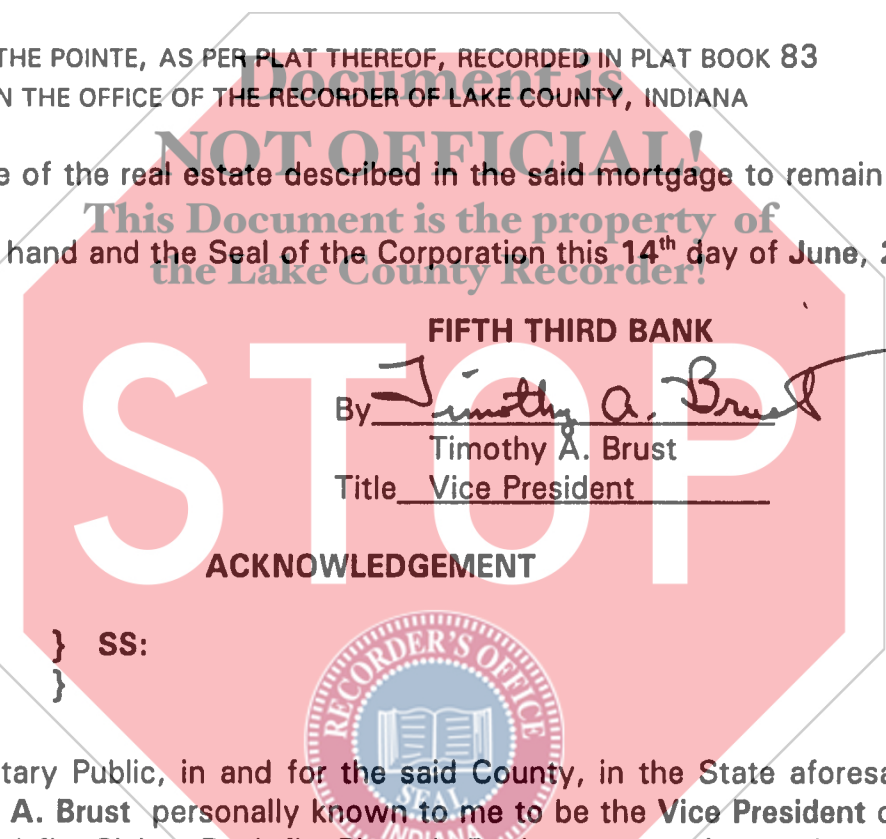 THE POINTE, AS PER PLAT THEREOF, RECORDED IN PLAT BOOK 83
Document is
N THE OFFICE OF THE RECORDER OF LAKE COUNTY, INDIANA
NOT OFFICIAL!
e of the real estate described in the said mortgage to remain
This Document is the property of
hand and the Seal of the Corporation this 14th day of June, 2
the Lake County Recorder!
FIFTH THIRD BANK
STOP
By Timothy A. Brust
Timothy A. Brust
Title Vice President
ACKNOWLEDGEMENT
} SS:
}
RECORDER'S OFFICE
SEAL
INDIANA
tary Public, in and for the said County, in the State aforesa
A. Brust personally known to me to be the Vice President o